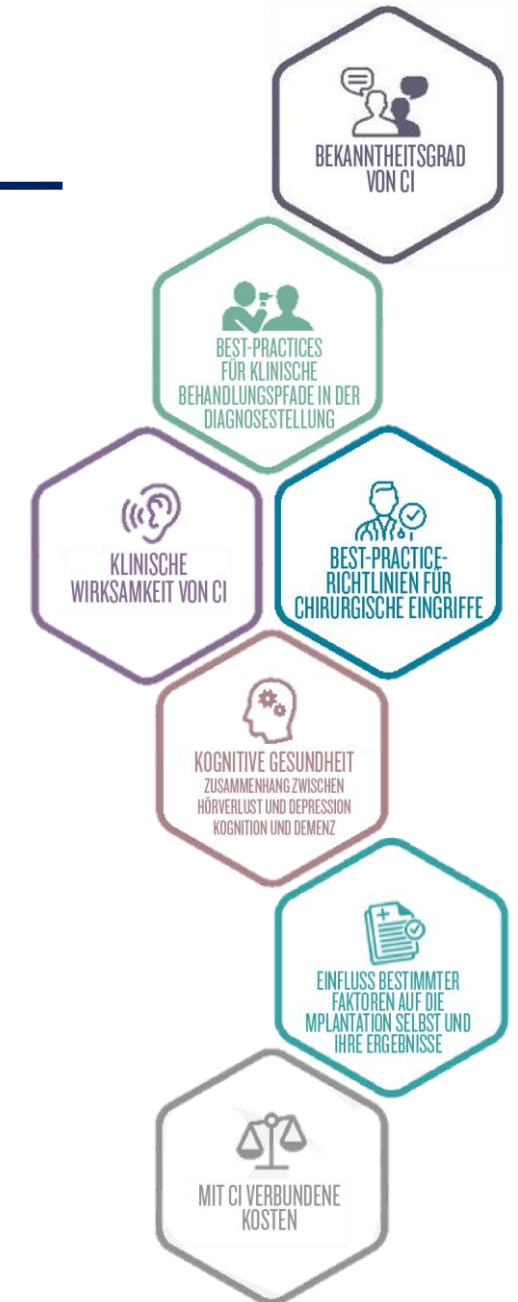 BEKANNTHEITSGRAD
VON CI
BEST-PRACTICES
FÜR KLINISCHE
BEHANDLUNGSPFADE IN DER
DIAGNOSESTELLUNG
KLINISCHE
WIRKSAMKEIT VON CI
BEST-PRACTICE-
RICHTLINIEN FÜR
CHIRURGISCHE EINGRIFFE
KOGNITIVE GESUNDHEIT
ZUSAMMENHANG ZWISCHEN
HÖRVERLUST UND DEPRESSION
KOGNITION UND DEMENZ
EINFLUSS BESTIMMTER
FAKTOREN AUF DIE
MPLANTATION SELBST UND
IHRE ERGEBNISSE
MIT CI VERBUNDENE
KOSTEN